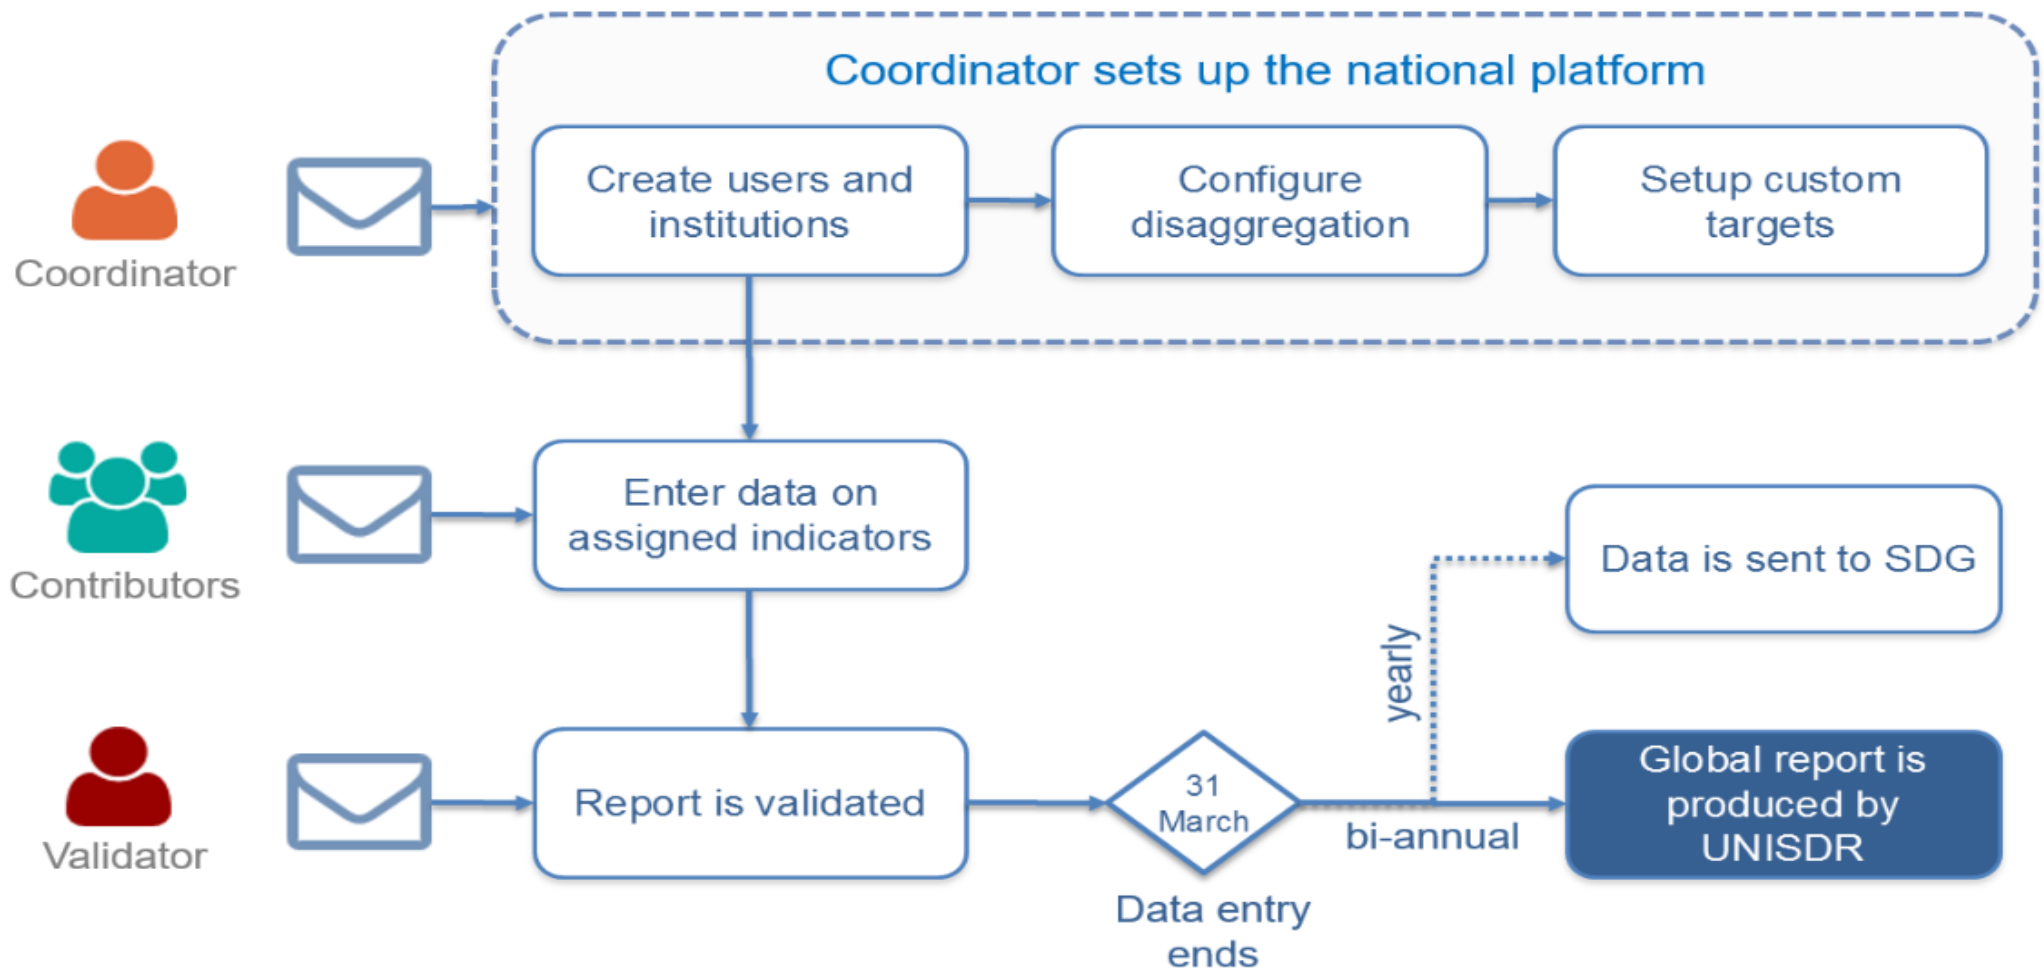 Coordinator sets up the national platform
Create users and
institutions
Configure
disaggregation
Setup custom
targets
Coordinator
Enter data on
assigned indicators
Contributors
Data is sent to SDG
yearly
Report is validated
31
March
bi-annual
Global report is
produced by
UNISDR
Validator
Data entry
ends